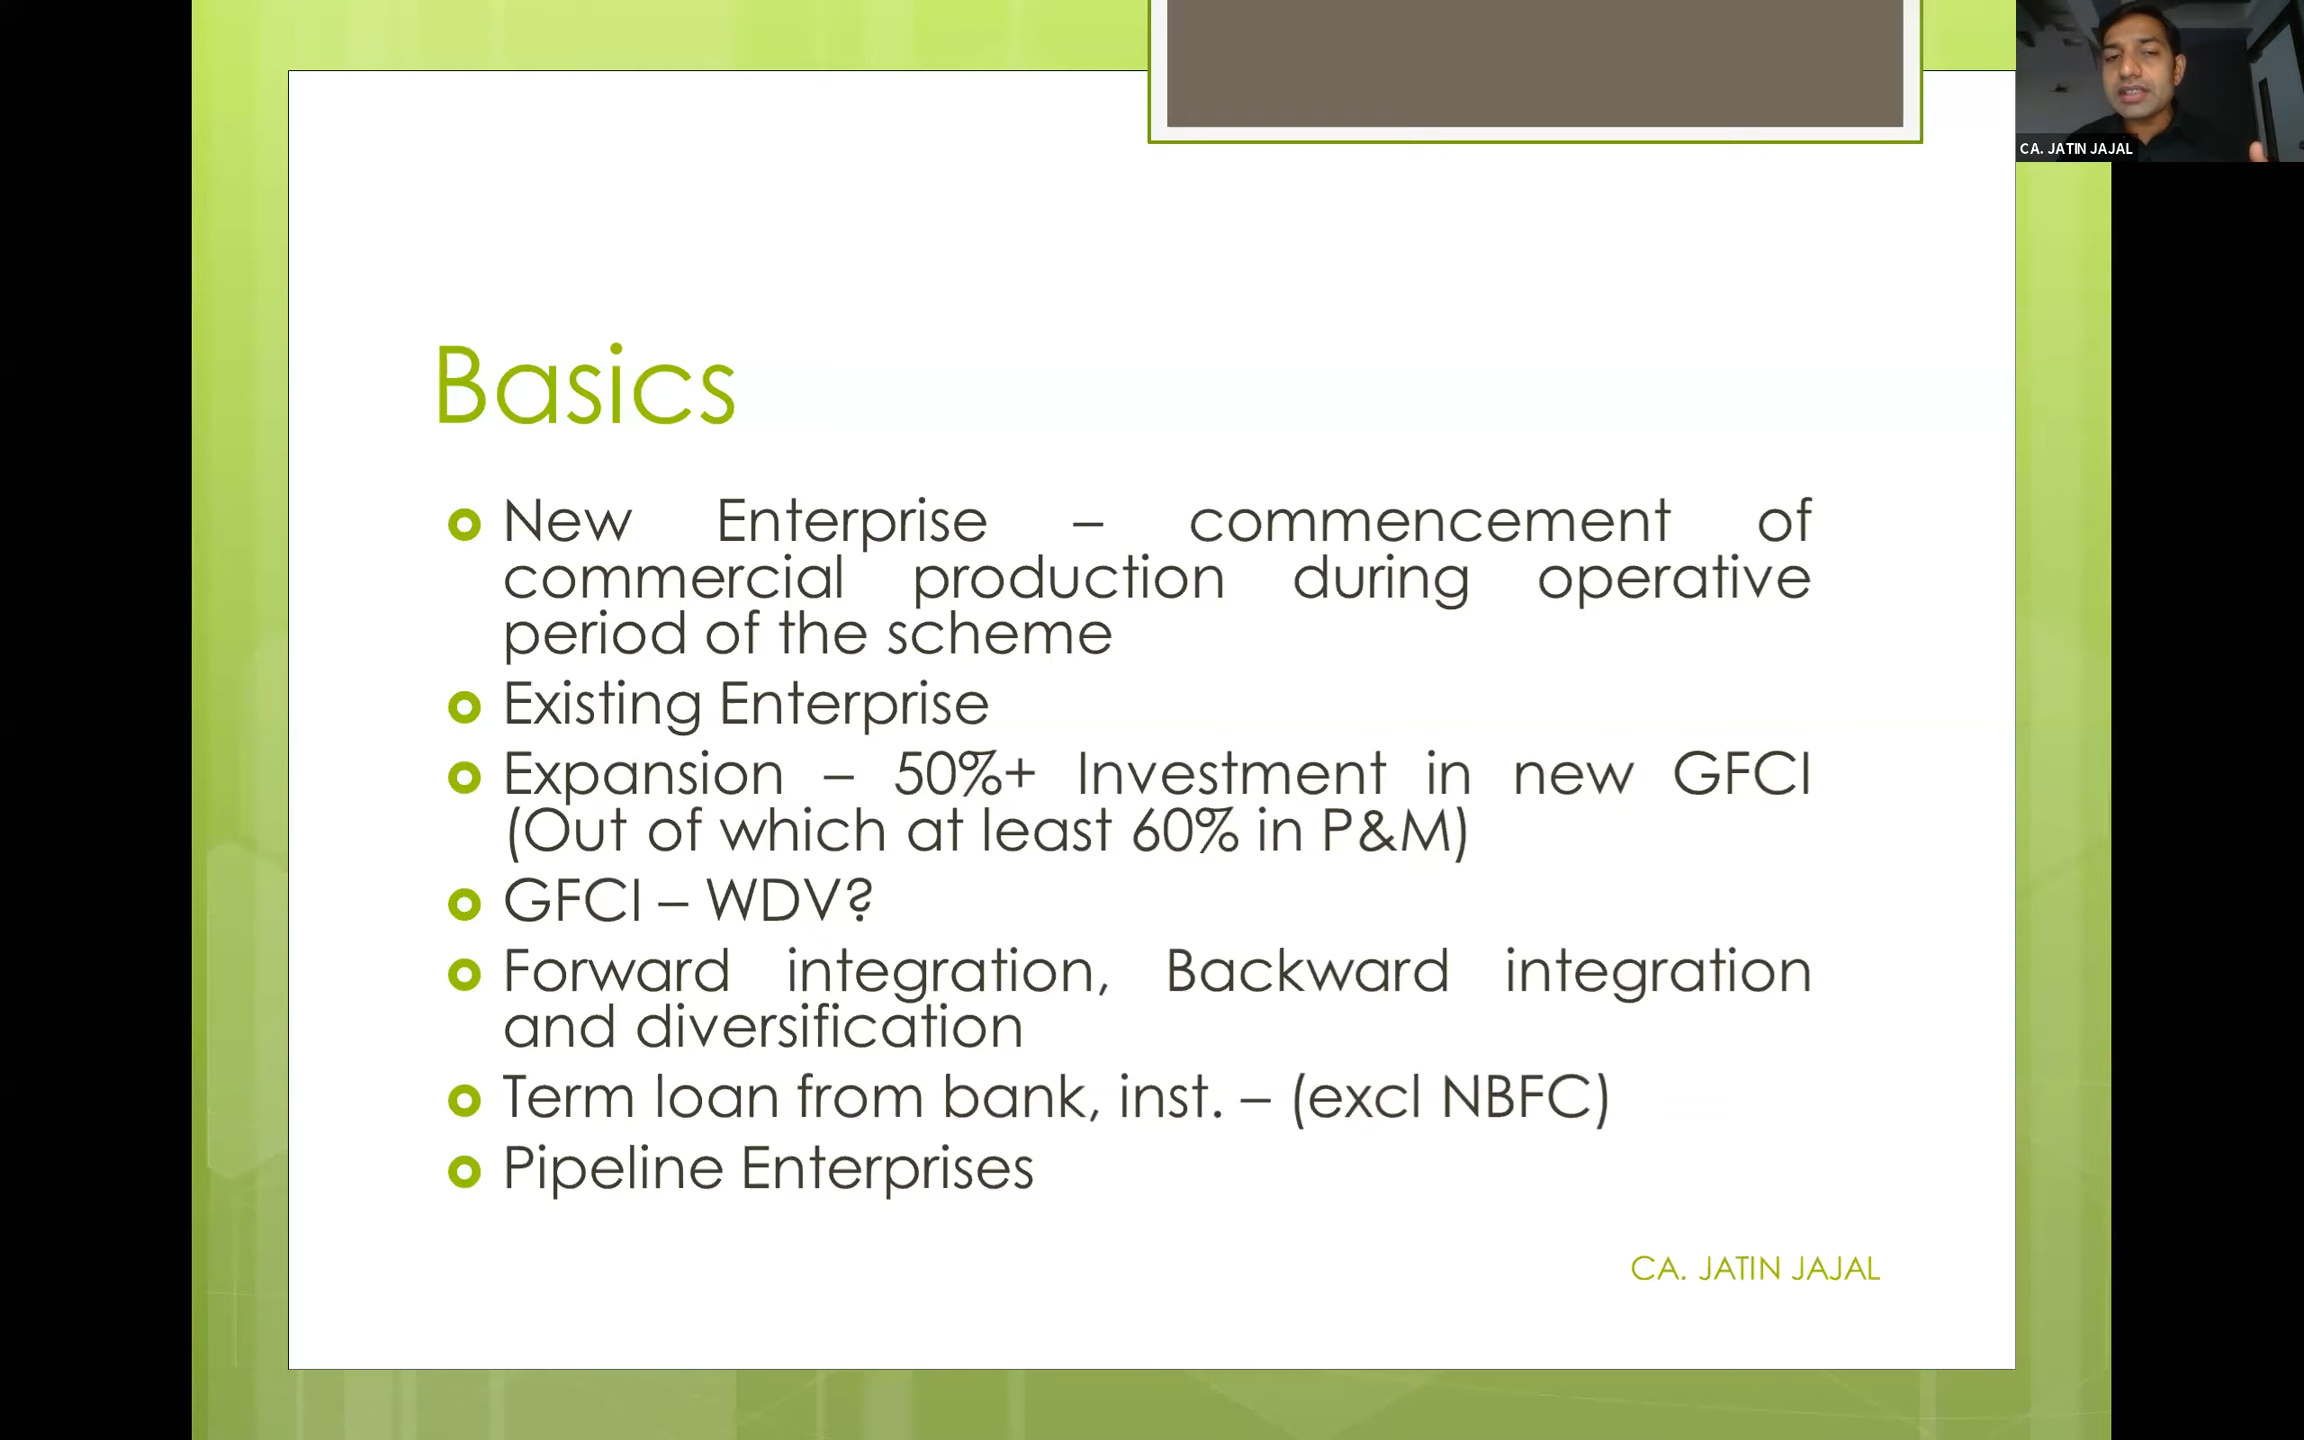 CA. JATIN JAJAL
Basics
New Enterprise – commencement of
commercial production during operative
period of the scheme
Existing Enterprise
Expansion – 50%+ Investment in new GFCI
(Out of which at least 60% in P&M)
GFCI – WDV?
Forward integration, Backward integration
and diversification
Term loan from bank, inst. – (excl NBFC)
Pipeline Enterprises
CA. JATIN JAJAL